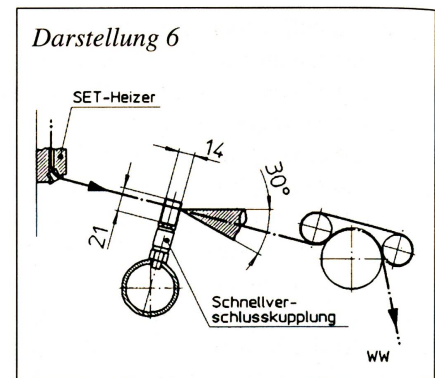 Darstellung 6
SET-Heizer
14
30°
21
Schnellver-
schlusskupplung
WW